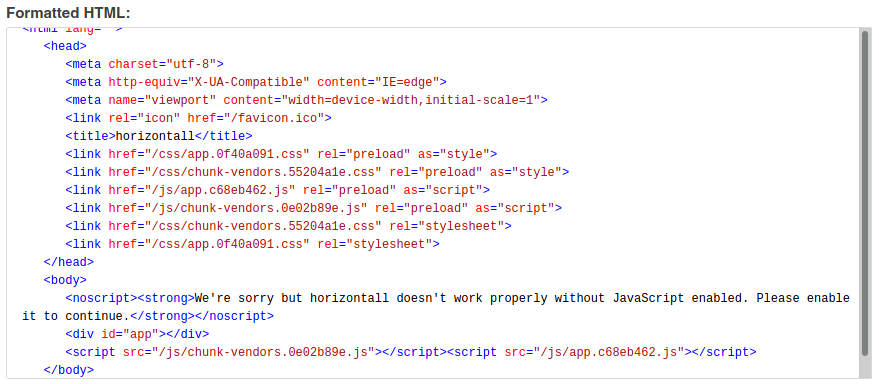 Formatted HTML:
<html lang="">
<head>
<meta charset="utf-8">
<meta http-equiv="X-UA-Compatible" content="IE=edge">
<meta name="viewport" content="width=device-width,initial-scale=1">
<link rel="icon" href="/favicon.ico">
<title>horizontall</title>
<link href="/css/app.0f40a091.css" rel="preload" as="style">
<link href="/css/chunk-vendors.55204a1e.css" rel="preload" as="style">
<link href="/js/app.c68eb462.js" rel="preload" as="script">
<link href="/js/chunk-vendors.0e02b89e.js" rel="preload" as="script">
<link href="/css/chunk-vendors.55204a1e.css" rel="stylesheet">
<link href="/css/app.0f40a091.css" rel="stylesheet">
</head>
<body>
<noscript><strong>We're sorry but horizontall doesn't work properly without JavaScript enabled. Please enable
it to continue.</strong></noscript>
<div id="app"></div>
<script src="/js/chunk-vendors.0e02b89e.js"></script><script src="/js/app.c68eb462.js"></script>
</body>